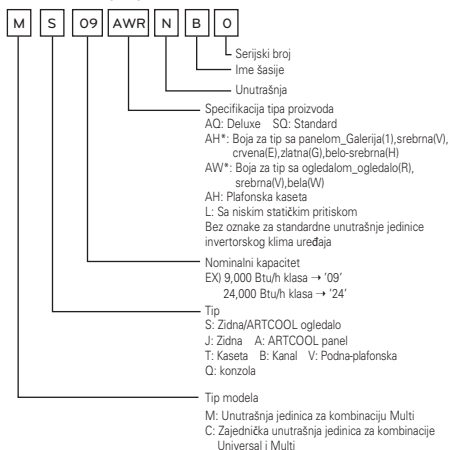 M S 09 AWR N B 0
Serijski broj
Ime šasije
Unutrašnja
Specifikacija tipa proizvoda
AQ: Deluxe SQ: Standard
AH*: Boja za tip sa panelom_Galerija(1),srebrna(V),
crvena(E),zlatna(G),belo-srebrna(H)
AW*: Boja za tip sa ogledalom_ogledalo(R),
srebrna(V),bela(W)
AH: Plafonska kaseta
L: Sa niskim statičkim pritiskom
Bez oznake za standardne unutrašnje jedinice
invertorskog klima uređaja
Nominalni kapacitet
EX) 9,000 Btu/h klasa → '09'
24,000 Btu/h klasa → '24'
Tip
S: Zidna/ARTCOOL ogledalo
J: Zidna A: ARTCOOL panel
T: Kaseta B: Kanal V: Podna-plafonska
Q: konzola
Tip modela
M: Unutrašnja jedinica za kombinaciju Multi
C: Zajednička unutrašnja jedinica za kombinacije
Universal i Multi